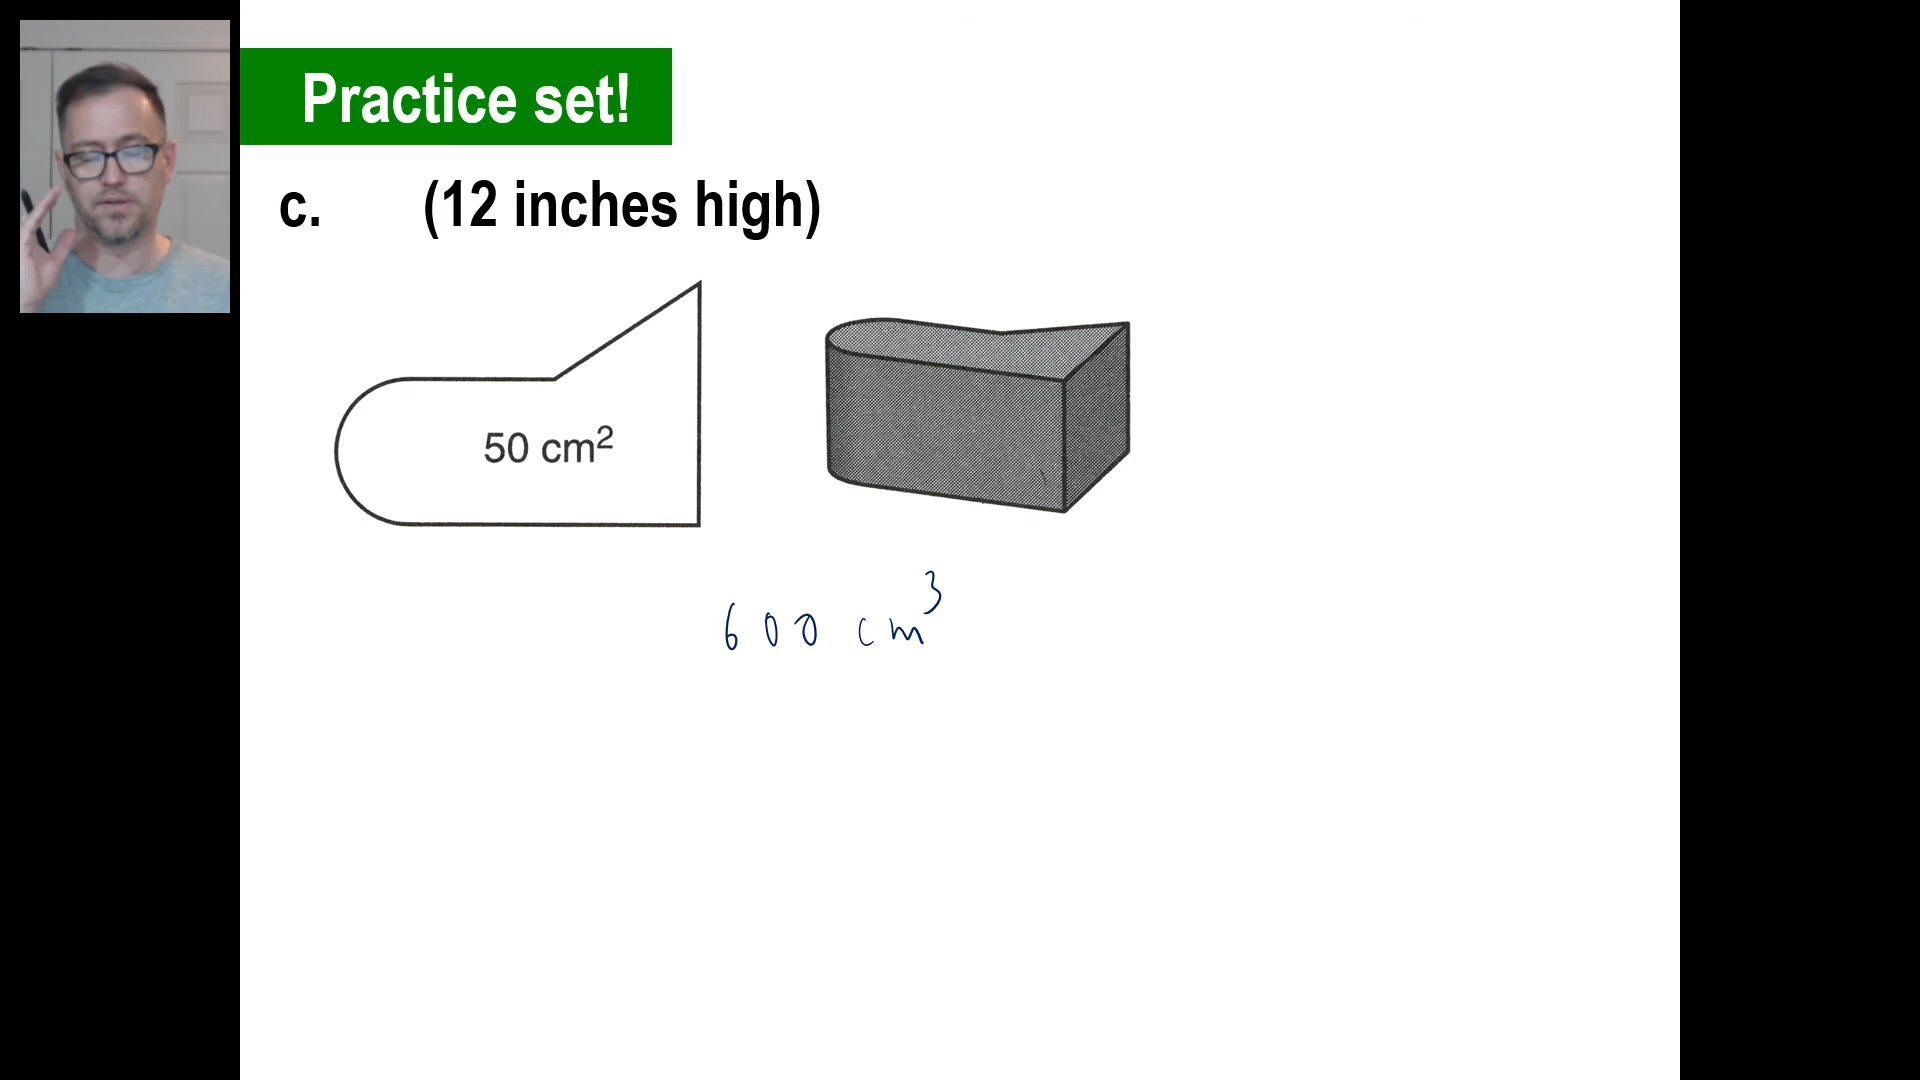 Practice set!
c. (12 inches high)
50 cm²
600 cm³